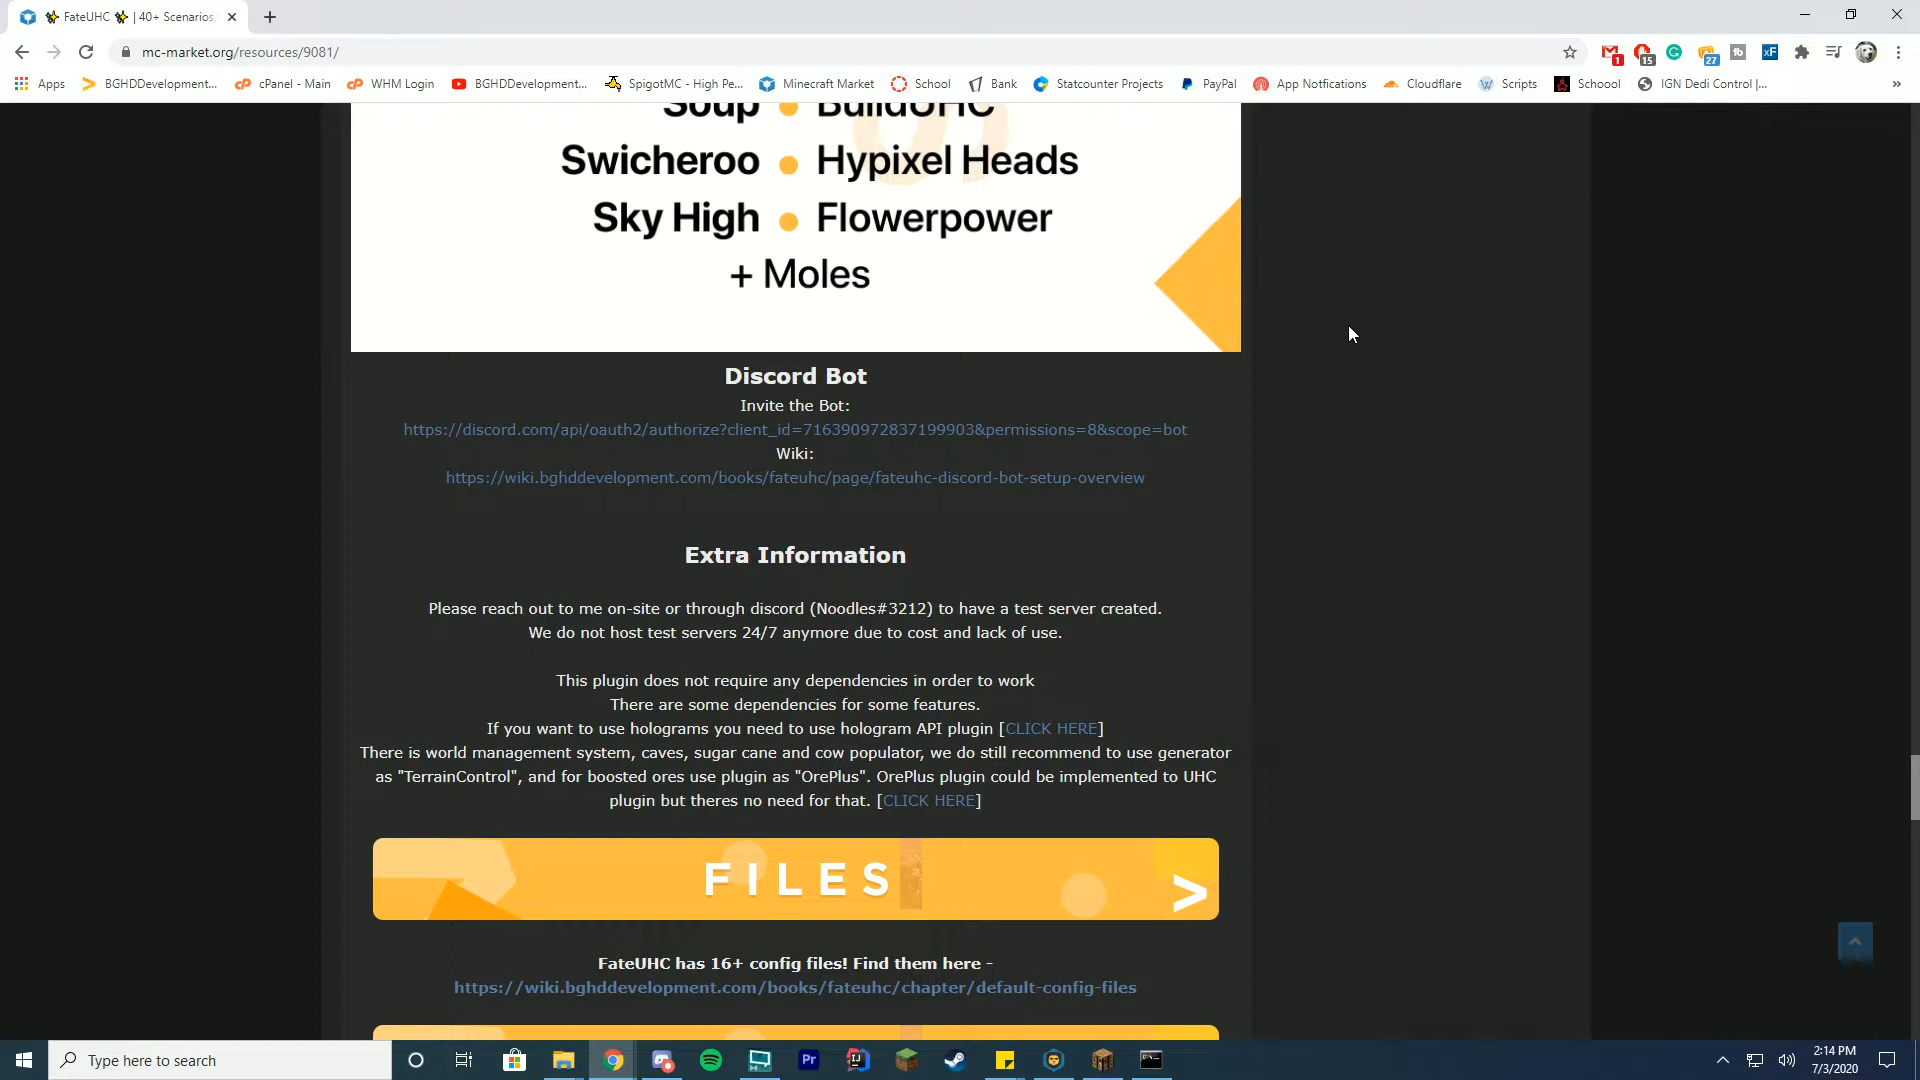 FateUHC | 40+ Scenarios,
mc-market.org/resources/9081/
1 15 27 fb xF
Apps BGHDDevelopment... cPanel - Main WHM Login BGHDDevelopment... SpigotMC - High Pe... Minecraft Market School Bank Statcounter Projects PayPal App Notfications Cloudflare Scripts Schoool IGN Dedi Control |... »
Soup BuildUHC
Swicheroo Hypixel Heads
Sky High Flowerpower
+ Moles
Discord Bot
Invite the Bot:
https://discord.com/api/oauth2/authorize?client_id=716390972837199903&permissions=8&scope=bot
Wiki:
https://wiki.bghddevelopment.com/books/fateuhc/page/fateuhc-discord-bot-setup-overview
Extra Information
Please reach out to me on-site or through discord (Noodles#3212) to have a test server created.
We do not host test servers 24/7 anymore due to cost and lack of use.
This plugin does not require any dependencies in order to work
There are some dependencies for some features.
If you want to use holograms you need to use hologram API plugin [CLICK HERE]
There is world management system, caves, sugar cane and cow populator, we do still recommend to use generator
as "TerrainControl", and for boosted ores use plugin as "OrePlus". OrePlus plugin could be implemented to UHC
plugin but theres no need for that. [CLICK HERE]
FILES >
FateUHC has 16+ config files! Find them here -
https://wiki.bghddevelopment.com/books/fateuhc/chapter/default-config-files
Type here to search
Pr
2:14 PM
7/3/2020